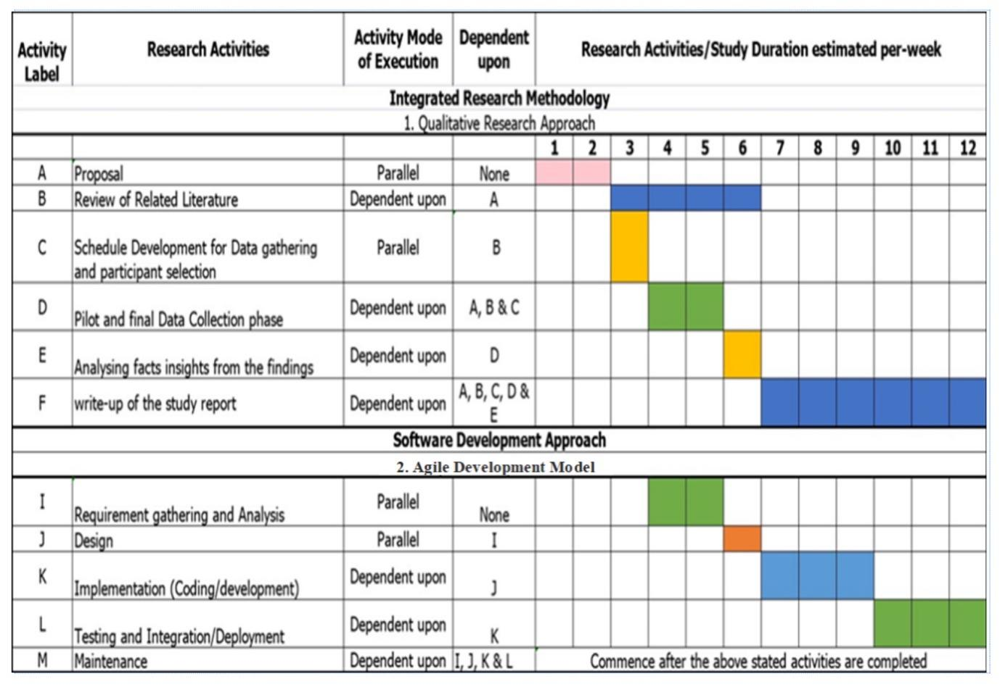 Activity Label
Research Activities
Activity Mode of Execution
Dependent upon
Research Activities/Study Duration estimated per-week
Integrated Research Methodology
1. Qualitative Research Approach
1 2 3 4 5 6 7 8 9 10 11 12
A Proposal Parallel None
B Review of Related Literature Dependent upon A
C Schedule Development for Data gathering and participant selection Parallel B
D Pilot and final Data Collection phase Dependent upon A, B & C
E Analysing facts insights from the findings Dependent upon D
F write-up of the study report Dependent upon A, B, C, D & E
Software Development Approach
2. Agile Development Model
I Requirement gathering and Analysis Parallel None
J Design Parallel I
K Implementation (Coding/development) Dependent upon J
L Testing and Integration/Deployment Dependent upon K
M Maintenance Dependent upon I, J, K & L Commence after the above stated activities are completed